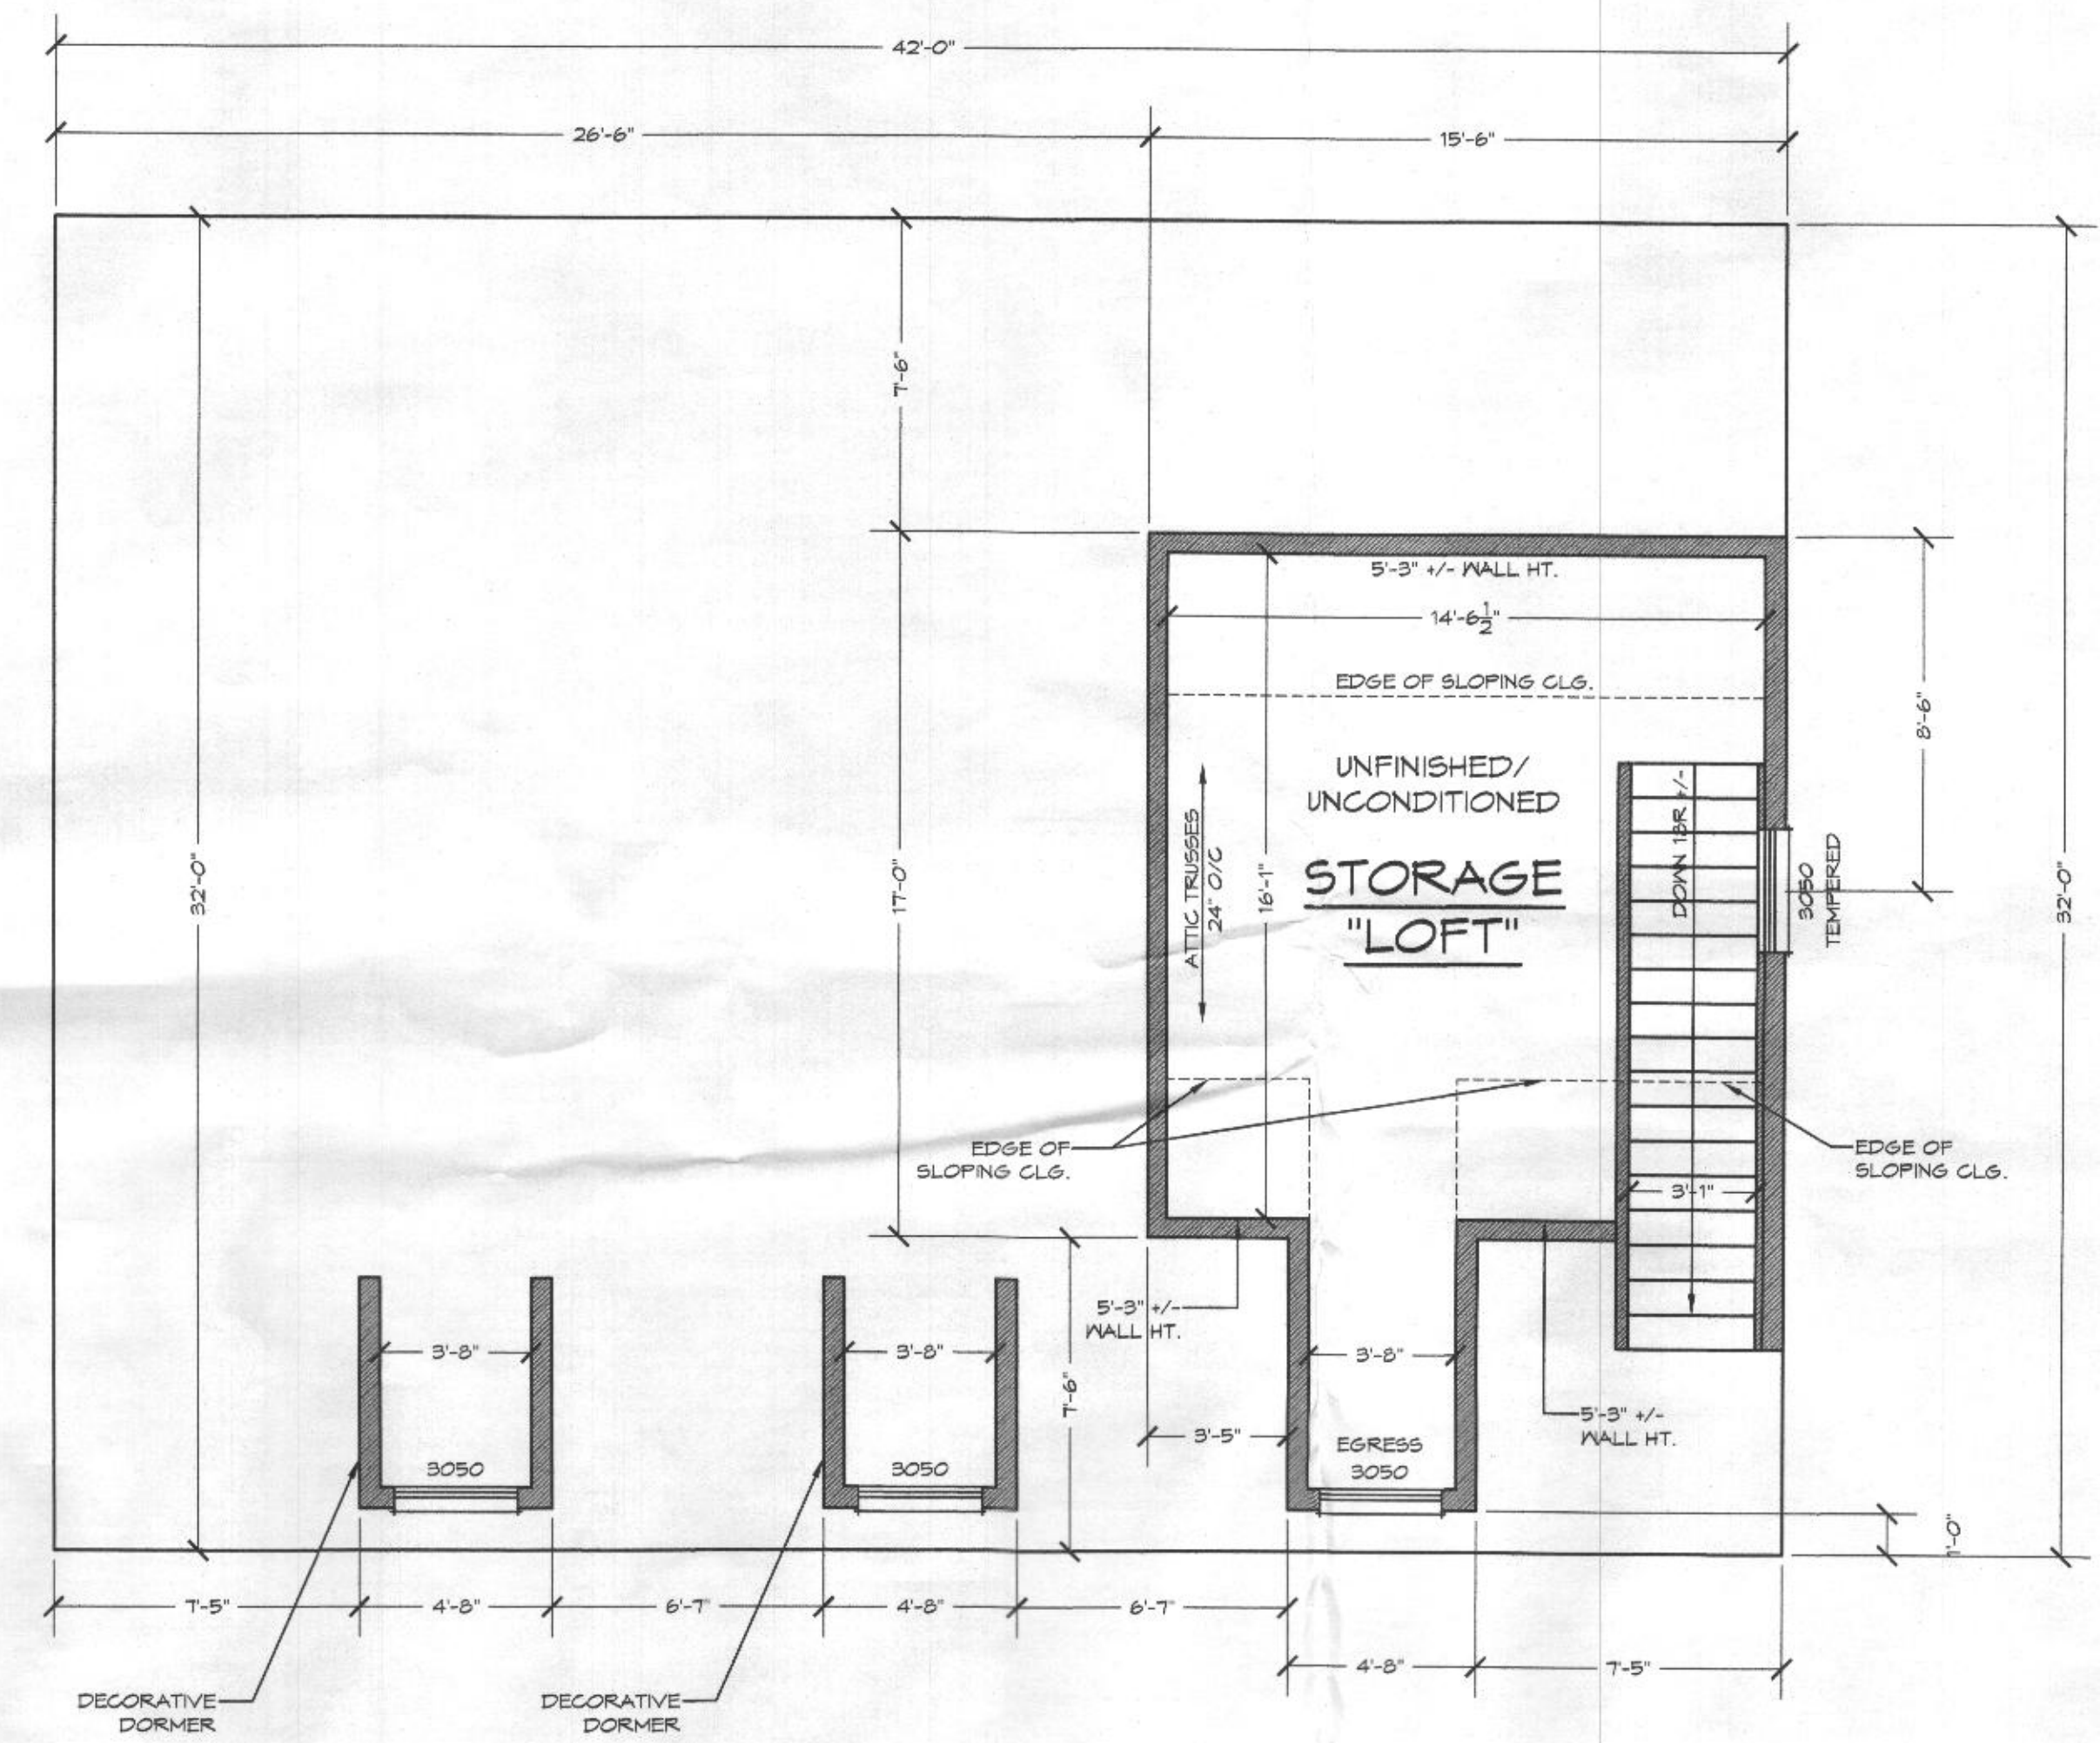 42'-0"
26'-6"
15'-6"
7'-6"
5'-3" +/- WALL HT.
14'-6 1/2"
EDGE OF SLOPING CLG.
8'-6"
UNFINISHED/
UNCONDITIONED
STORAGE
"LOFT"
ATTIC TRUSSES
24" O/C
16'-1"
17'-0"
32'-0"
DOWN 18R +/-
3050
TEMPERED
32'-0"
EDGE OF
SLOPING CLG.
EDGE OF
SLOPING CLG.
3'-1"
5'-3" +/-
WALL HT.
3'-8"
3'-8"
3'-8"
7'-6"
3'-5"
5'-3" +/-
WALL HT.
3050
3050
EGRESS
3050
1'-0"
7'-5"
4'-8"
6'-7"
4'-8"
6'-7"
4'-8"
7'-5"
DECORATIVE
DORMER
DECORATIVE
DORMER